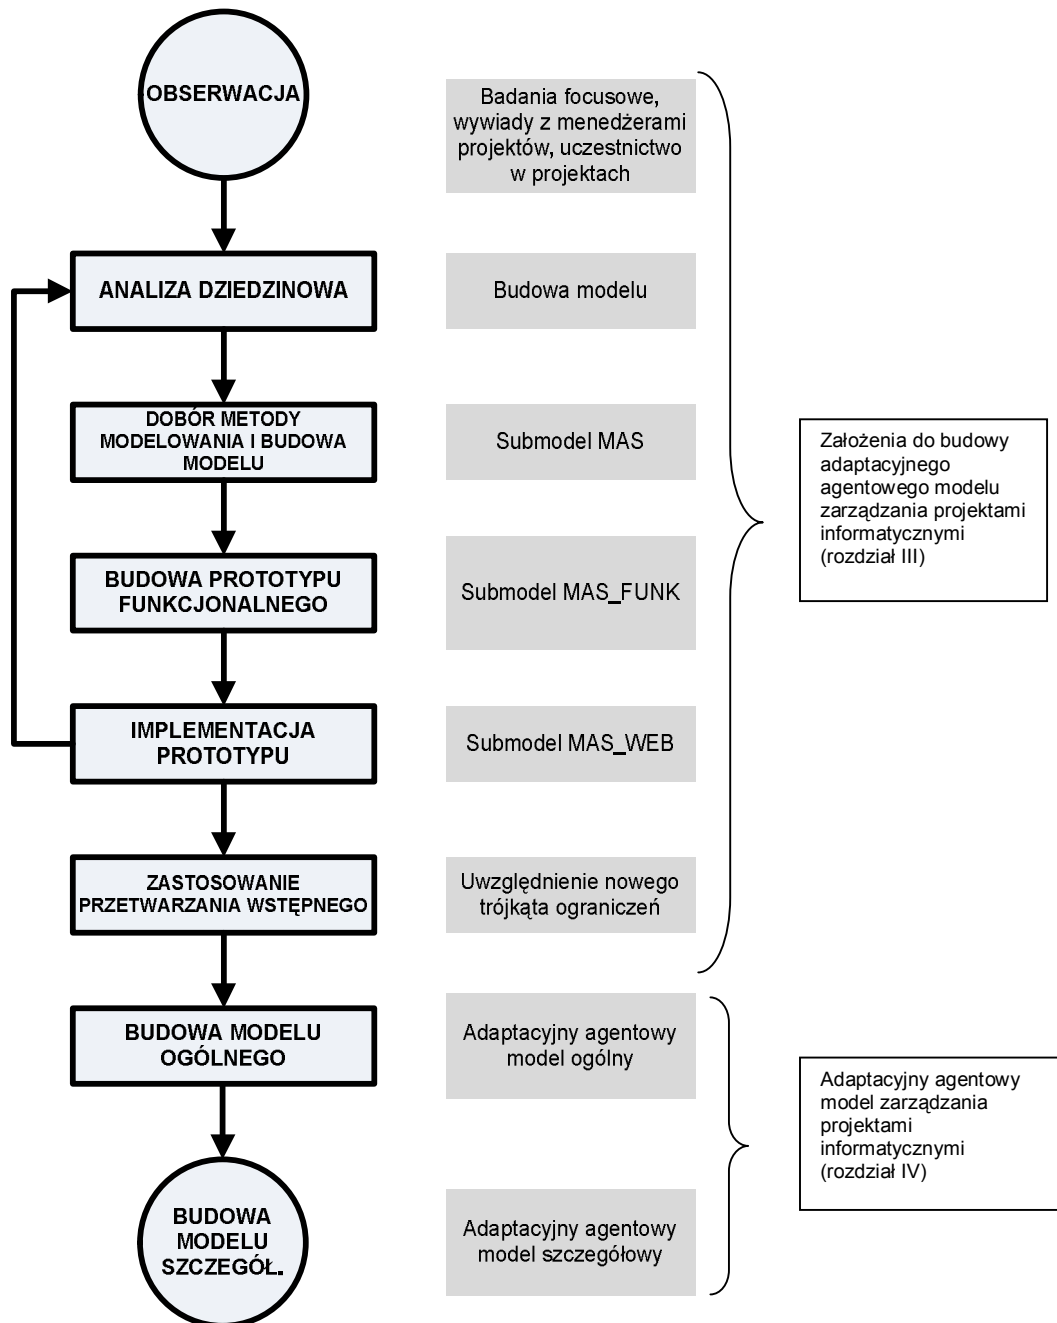 OBSERWACJA
Badania focusowe,
wywiady z menedżerami
projektów, uczestnictwo
w projektach
ANALIZA DZIEDZINOWA
Budowa modelu
DOBÓR METODY
MODELOWANIA I BUDOWA
MODELU
Submodel MAS
BUDOWA PROTOTYPU
FUNKCJONALNEGO
Submodel MAS_FUNK
IMPLEMENTACJA
PROTOTYPU
Submodel MAS_WEB
ZASTOSOWANIE
PRZETWARZANIA WSTĘPNEGO
Uwzględnienie nowego
trójkąta ograniczeń
Założenia do budowy
adaptacyjnego
agentowego modelu
zarządzania projektami
informatycznymi
(rozdział III)
BUDOWA MODELU
OGÓLNEGO
Adaptacyjny agentowy
model ogólny
BUDOWA
MODELU
SZCZEGÓŁ.
Adaptacyjny agentowy
model szczegółowy
Adaptacyjny agentowy
model zarządzania
projektami
informatycznymi
(rozdział IV)